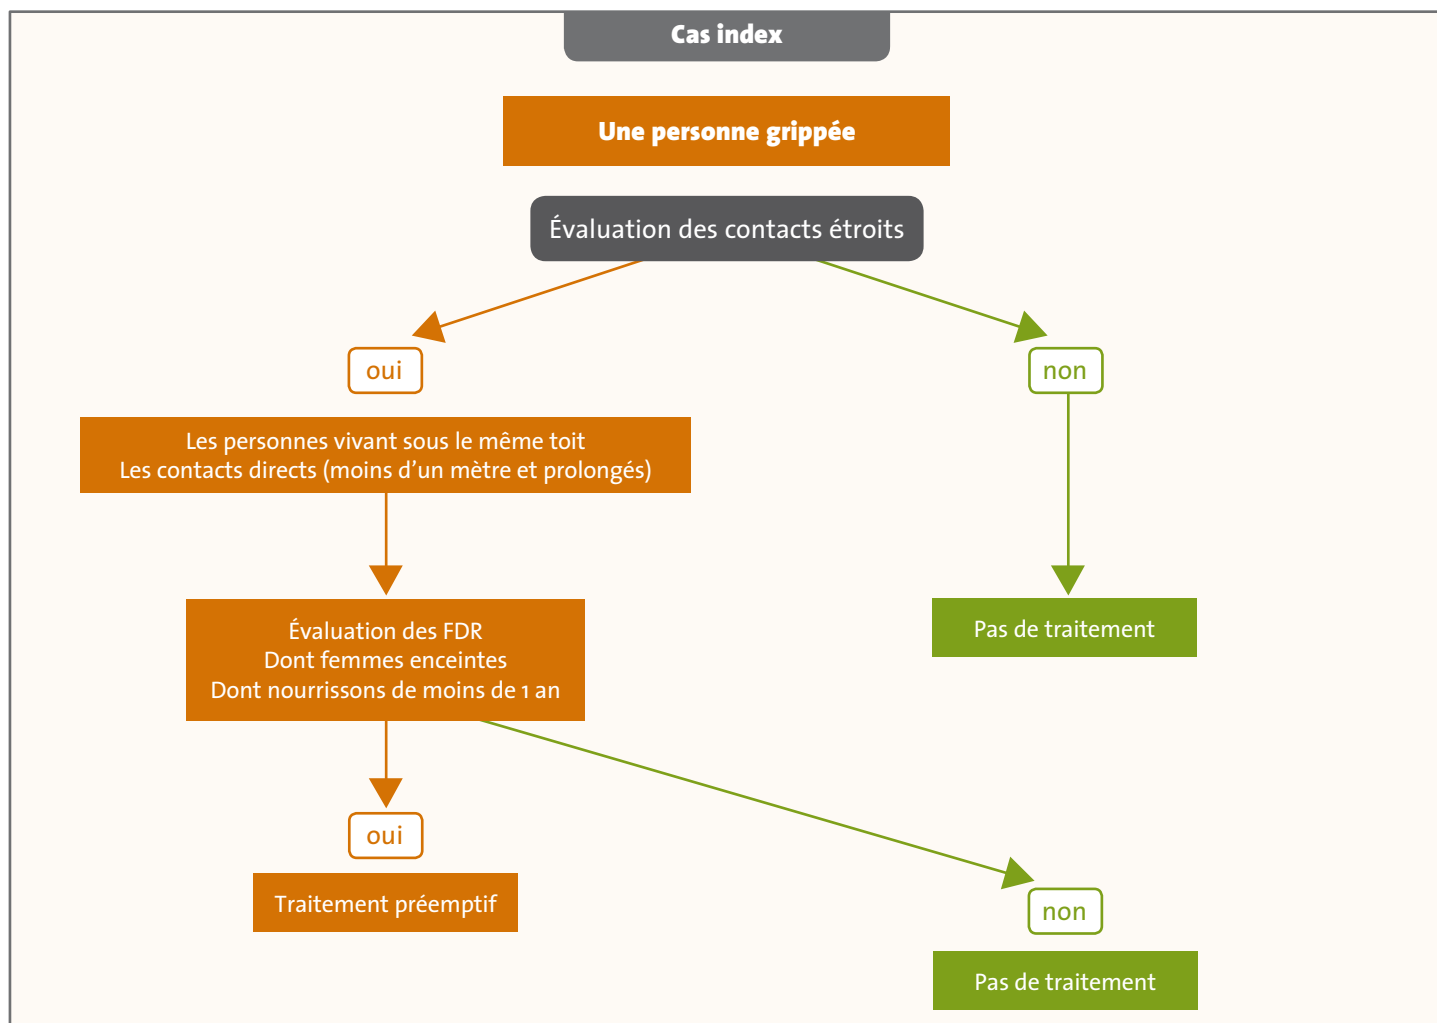 Cas index
Une personne grippée
Évaluation des contacts étroits
oui
non
Les personnes vivant sous le même toit
Les contacts directs (moins d’un mètre et prolongés)
Évaluation des FDR
Dont femmes enceintes
Dont nourrissons de moins de 1 an
Pas de traitement
oui
Traitement préemptif
non
Pas de traitement